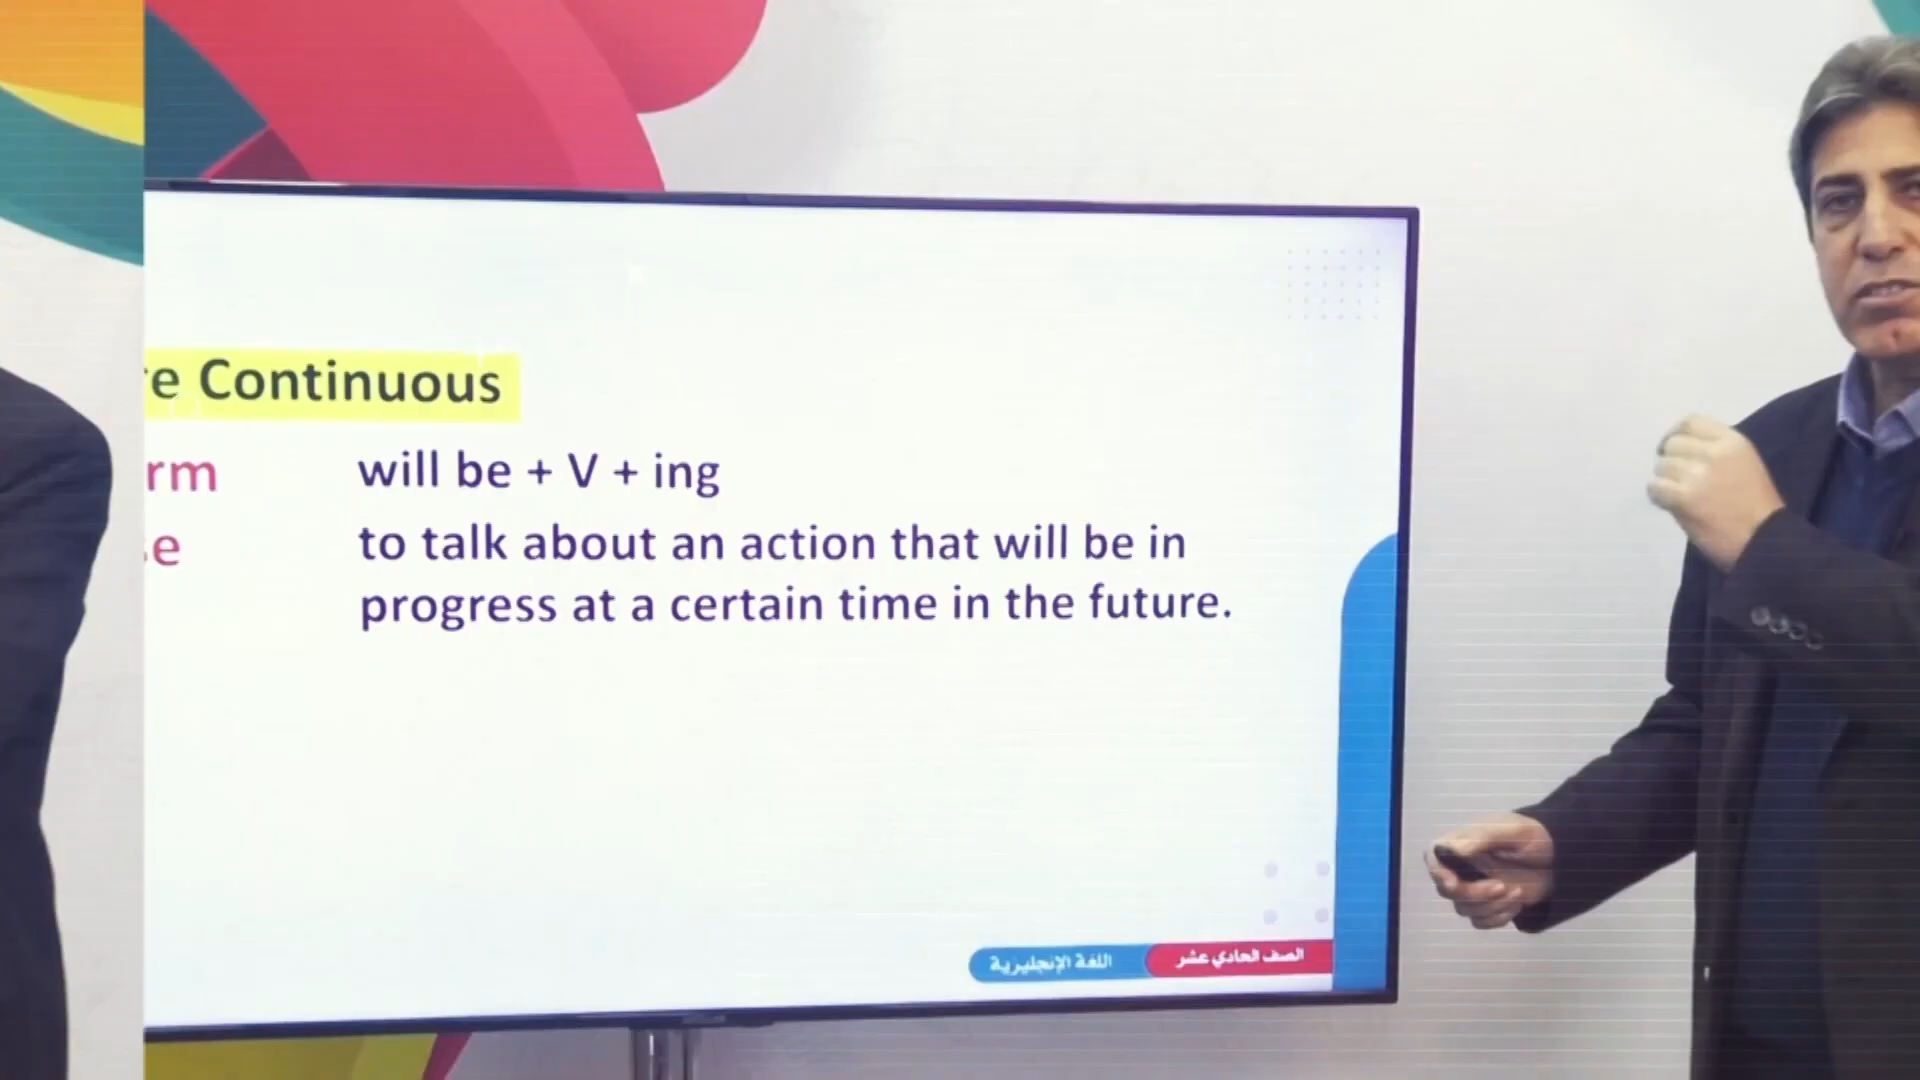 Continuous
will be + V + ing
to talk about an action that will be in
progress at a certain time in the future.
الصف الحادي عشر
اللغة الإنجليزية